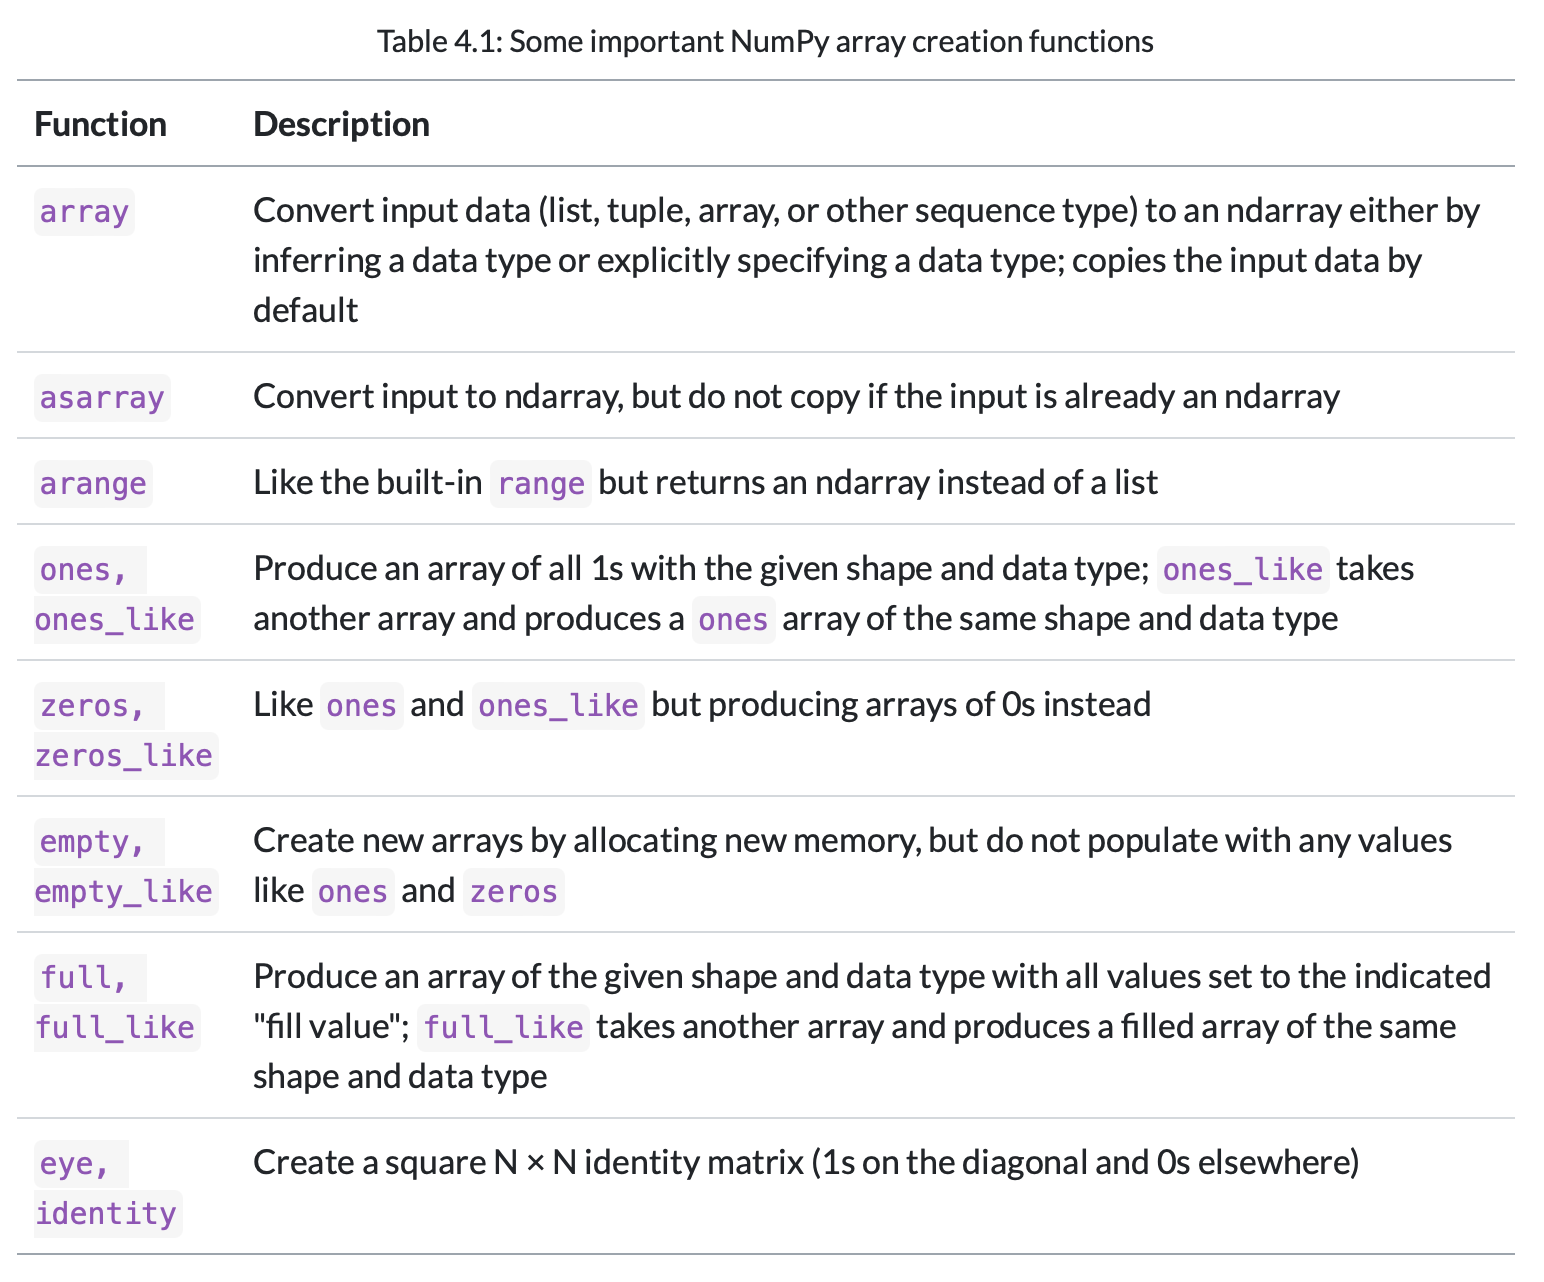 Table 4.1: Some important NumPy array creation functions
Function Description
array Convert input data (list, tuple, array, or other sequence type) to an ndarray either by
inferring a data type or explicitly specifying a data type; copies the input data by
default
asarray Convert input to ndarray, but do not copy if the input is already an ndarray
arange Like the built-in range but returns an ndarray instead of a list
ones, Produce an array of all 1s with the given shape and data type; ones_like takes
ones_like another array and produces a ones array of the same shape and data type
zeros, Like ones and ones_like but producing arrays of 0s instead
zeros_like
empty, Create new arrays by allocating new memory, but do not populate with any values
empty_like like ones and zeros
full, Produce an array of the given shape and data type with all values set to the indicated
full_like "fill value"; full_like takes another array and produces a filled array of the same
shape and data type
eye, Create a square N × N identity matrix (1s on the diagonal and 0s elsewhere)
identity